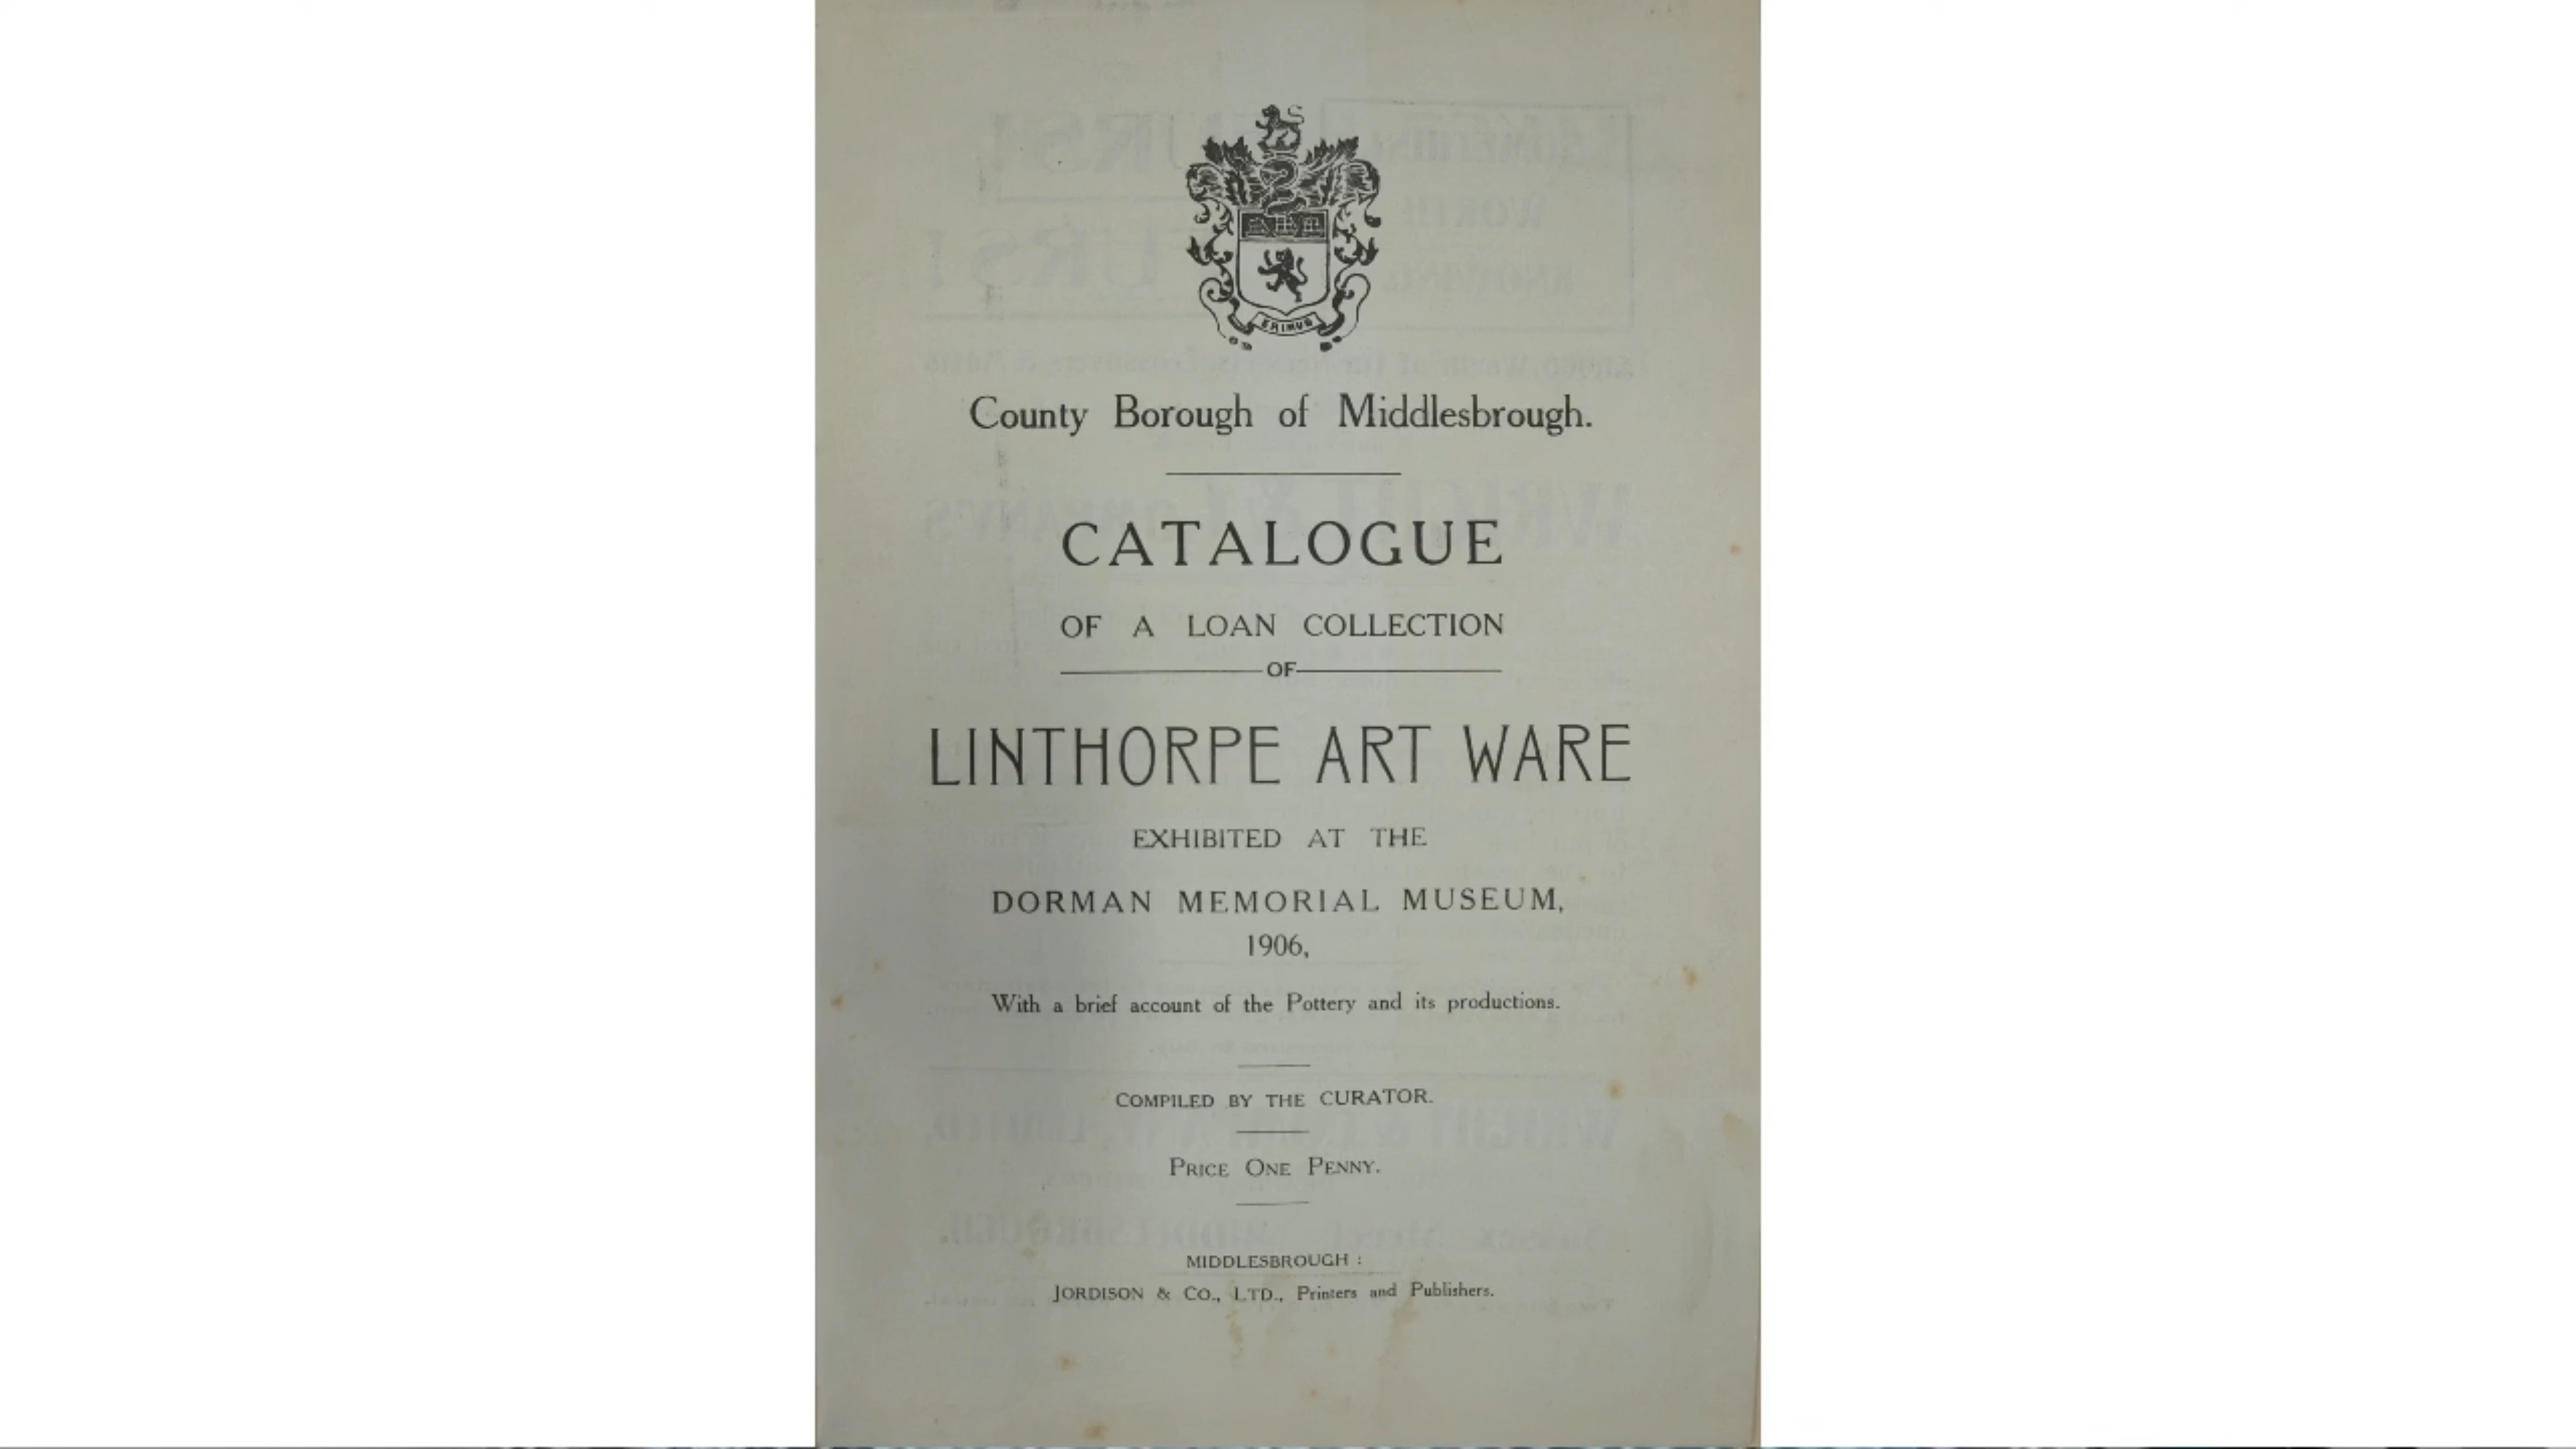 ERIMUS
County Borough of Middlesbrough.
CATALOGUE
OF A LOAN COLLECTION
OF
LINTHORPE ART WARE
EXHIBITED AT THE
DORMAN MEMORIAL MUSEUM,
1906,
With a brief account of the Pottery and its productions.
COMPILED BY THE CURATOR.
PRICE ONE PENNY.
MIDDLESBROUGH :
JORDISON & CO., LTD., Printers and Publishers.